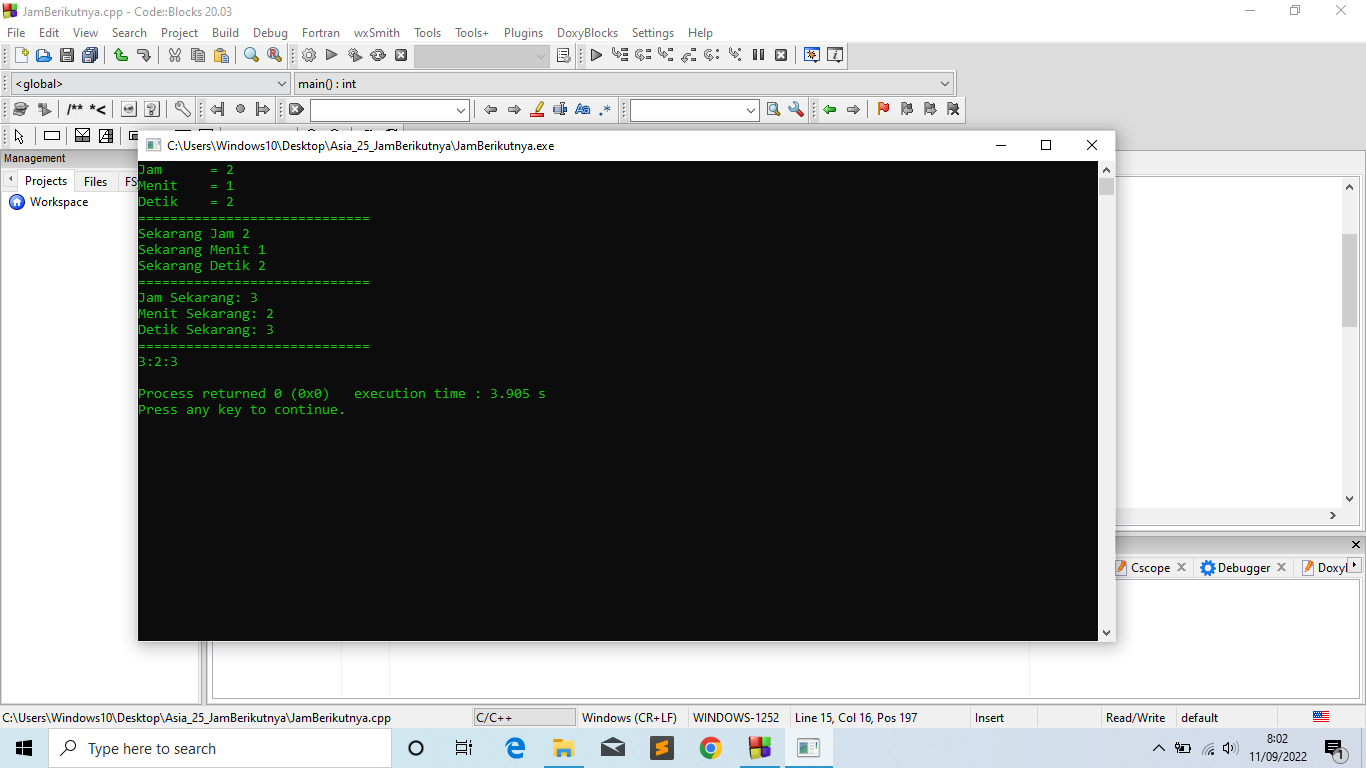 JamBerikutnya.cpp - Code::Blocks 20.03
File Edit View Search Project Build Debug Fortran wxSmith Tools Tools+ Plugins DoxyBlocks Settings Help
<global> main() : int
/** *<
Aa .*
Management
Projects Files FS
Workspace
C:\Users\Windows10\Desktop\Asia_25_JamBerikutnya\JamBerikutnya.exe
Jam      = 2
Menit    = 1
Detik    = 2
=============================
Sekarang Jam 2
Sekarang Menit 1
Sekarang Detik 2
=============================
Jam Sekarang: 3
Menit Sekarang: 2
Detik Sekarang: 3
=============================
3:2:3
Process returned 0 (0x0)   execution time : 3.905 s
Press any key to continue.
Cscope Debugger Doxyl
C:\Users\Windows10\Desktop\Asia_25_JamBerikutnya\JamBerikutnya.cpp C/C++ Windows (CR+LF) WINDOWS-1252 Line 15, Col 16, Pos 197 Insert Read/Write default
Type here to search
8:02
11/09/2022
1